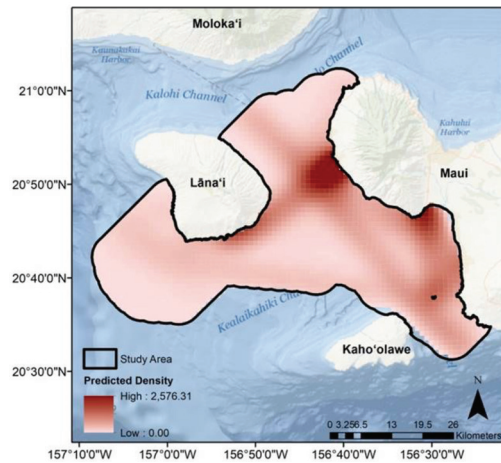 Moloka'i
Kaunakakai
Harbor
21°0'0"N
Kalohi Channel
Channel
Kahului
Harbor
Maui
20°50'0"N
Lāna'i
20°40'0"N
Kealaikahiki
Kaho'olawe
Study Area
Predicted Density
High : 2,576.31
Low : 0.00
20°30'0"N
N
0 3.25 6.5 13 19.5 26
Kilometers
157°10'0"W 157°0'0"W 156°50'0"W 156°40'0"W 156°30'0"W